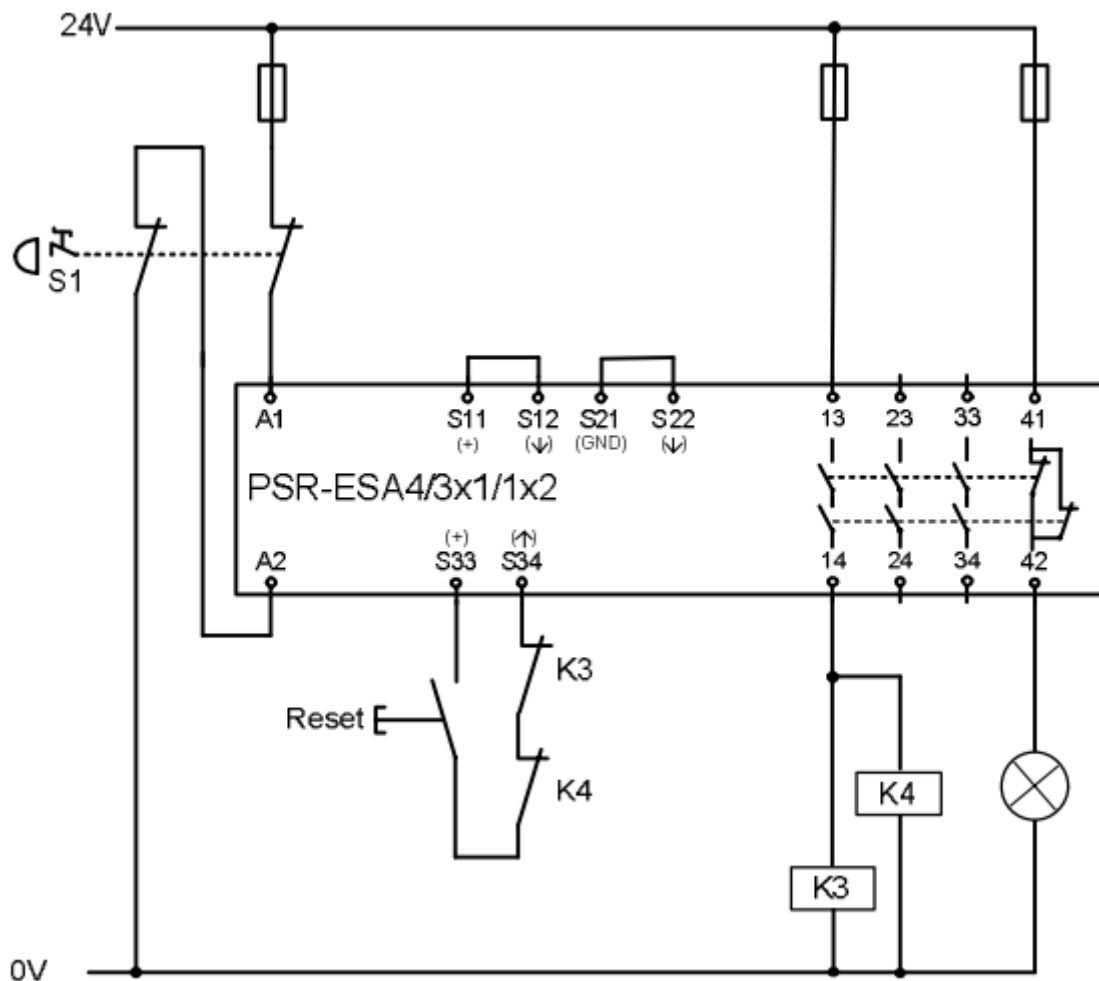 24V
S1
A1 S11 S12 S21 S22 13 23 33 41
(+) (↓) (GND) (↓)
PSR-ESA4/3x1/1x2
(+) (↑)
A2 S33 S34 14 24 34 42
K3
Reset
K4
K4
K3
0V